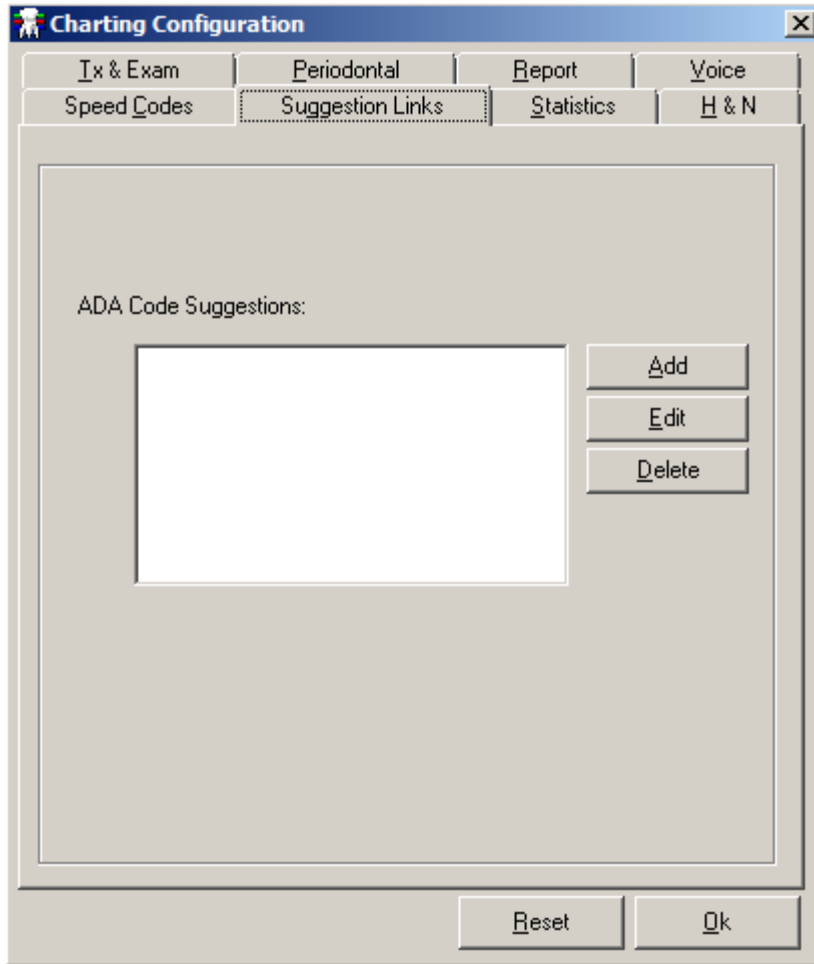 Charting Configuration
Tx & Exam Periodontal Report Voice
Speed Codes Suggestion Links Statistics H & N
ADA Code Suggestions:
Add
Edit
Delete
Reset Ok